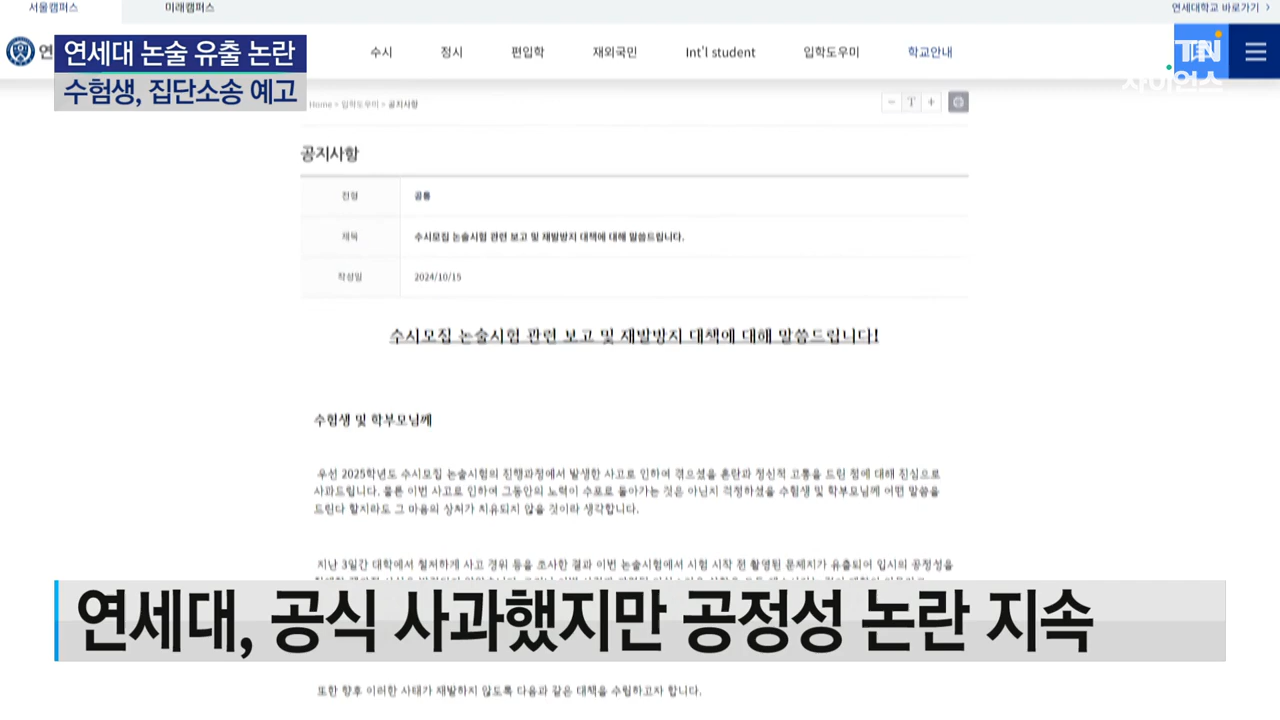 서울캠퍼스
미래캠퍼스
연세대학교 바로가기 >
연
연세대 논술 유출 논란
수험생, 집단소송 예고
수시
정시
편입학
재외국민
Int'l student
입학도우미
학교안내
사이언스
Home > 입학도우미 > 공지사항
- T +
공지사항
전형 공통
제목 수시모집 논술시험 관련 보고 및 재발방지 대책에 대해 말씀드립니다.
작성일 2024/10/15
수시모집 논술시험 관련 보고 및 재발방지 대책에 대해 말씀드립니다!
수험생 및 학부모님께
우선 2025학년도 수시모집 논술시험의 진행과정에서 발생한 사고로 인하여 겪으셨을 혼란과 정신적 고통을 드린 점에 대해 진심으로
사과드립니다. 물론 이번 사고로 인하여 그동안의 노력이 수포로 돌아가는 것은 아닌지 걱정하셨을 수험생 및 학부모님께 어떤 말씀을
드린다 할지라도 그 마음의 상처가 치유되지 않을 것이라 생각합니다.
지난 3일간 대학에서 철저하게 사고 경위 등을 조사한 결과 이번 논술시험에서 시험 시작 전 촬영된 문제지가 유출되어 입시의 공정성을
연세대, 공식 사과했지만 공정성 논란 지속
또한 향후 이러한 사태가 재발하지 않도록 다음과 같은 대책을 수립하고자 합니다.